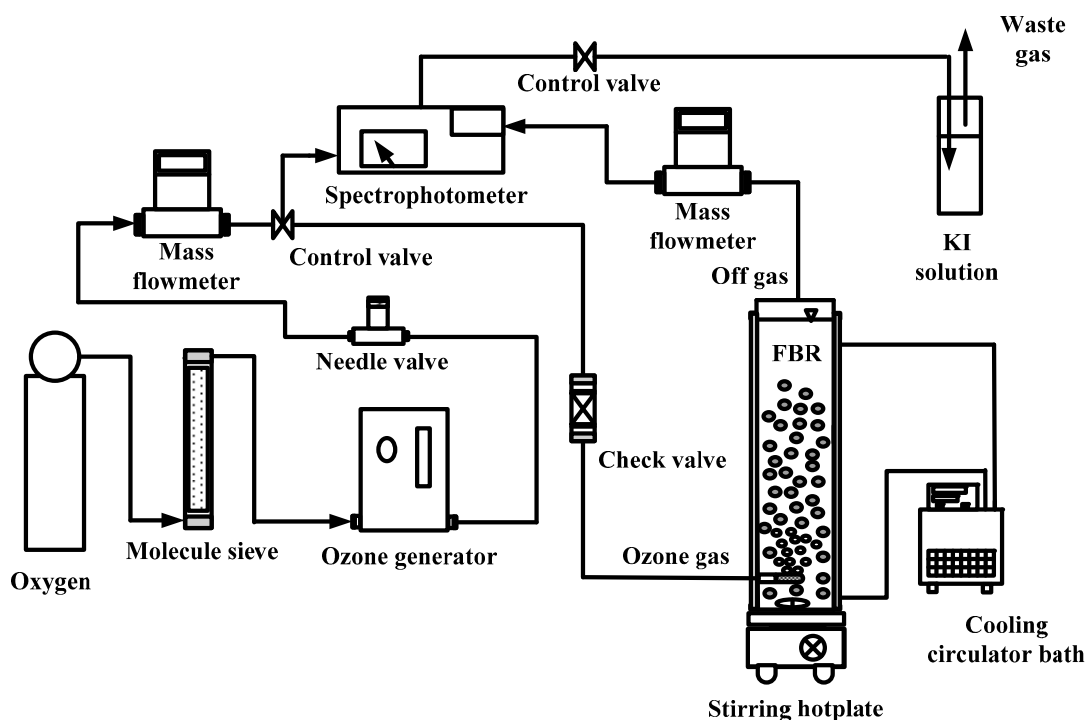 Waste
gas
Control valve
Spectrophotometer
Mass
flowmeter
Control valve
Mass
flowmeter
Off gas
KI
solution
Needle valve
FBR
Check valve
Molecule sieve
Ozone generator
Ozone gas
Oxygen
Cooling
circulator bath
Stirring hotplate